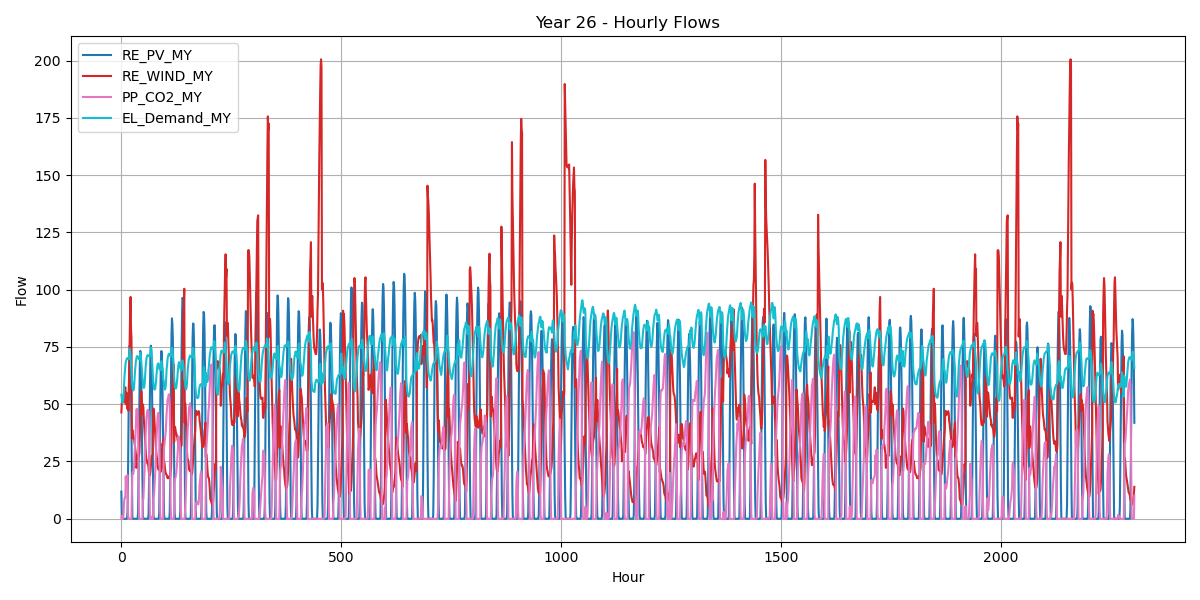 Year 26 - Hourly Flows
RE_PV_MY
RE_WIND_MY
PP_CO2_MY
EL_Demand_MY
Flow
200
175
150
125
100
75
50
25
0
0 500 1000 1500 2000
Hour